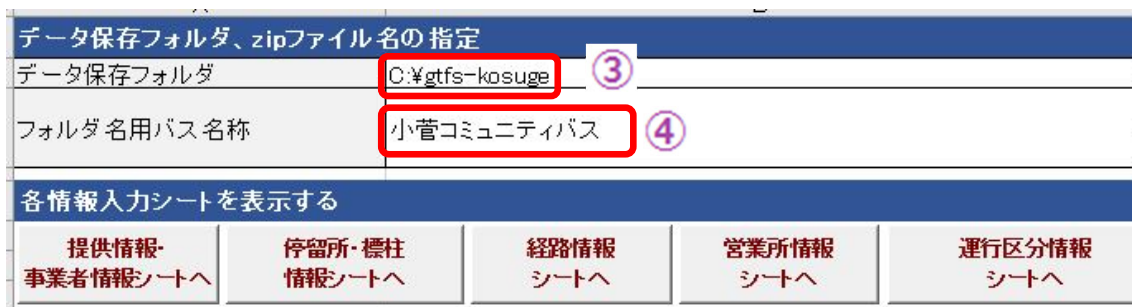 データ保存フォルダ、zipファイル名の指定
データ保存フォルダ C:¥gtfs-kosuge ③
フォルダ名用バス名称 小菅コミュニティバス ④
各情報入力シートを表示する
提供情報・ 停留所・標柱 経路情報 営業所情報 運行区分情報
事業者情報シートへ 情報シートへ シートへ シートへ シートへ